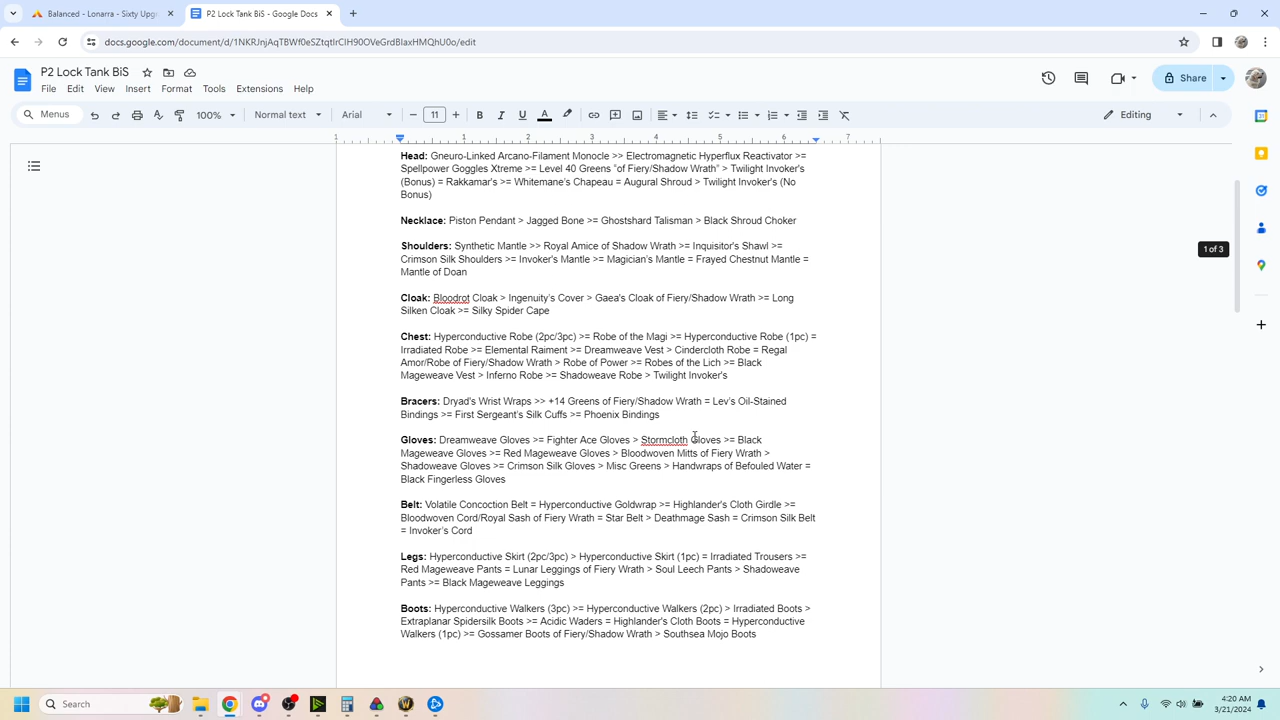 Balanced - Lonarra - Sixty Upgr
P2 Lock Tank BiS - Google Docs
docs.google.com/document/d/1NKRJnjAqTBWf0eSZtqtIrCIH90OVeGrdBlaxHMQhU0o/edit
P2 Lock Tank BiS
File Edit View Insert Format Tools Extensions Help
Share
Menus 100% Normal text Arial 11 Editing
1 1 2 3 4 5 6 7
Head: Gneuro-Linked Arcano-Filament Monocle >> Electromagnetic Hyperflux Reactivator >=
Spellpower Goggles Xtreme >= Level 40 Greens "of Fiery/Shadow Wrath" > Twilight Invoker's
(Bonus) = Rakkamar's >= Whitemane's Chapeau = Augural Shroud > Twilight Invoker's (No
Bonus)
Necklace: Piston Pendant > Jagged Bone >= Ghostshard Talisman > Black Shroud Choker
1 of 3
Shoulders: Synthetic Mantle >> Royal Amice of Shadow Wrath >= Inquisitor's Shawl >=
Crimson Silk Shoulders >= Invoker's Mantle >= Magician's Mantle = Frayed Chestnut Mantle =
Mantle of Doan
Cloak: Bloodrot Cloak > Ingenuity's Cover > Gaea's Cloak of Fiery/Shadow Wrath >= Long
Silken Cloak >= Silky Spider Cape
Chest: Hyperconductive Robe (2pc/3pc) >= Robe of the Magi >= Hyperconductive Robe (1pc) =
Irradiated Robe >= Elemental Raiment >= Dreamweave Vest > Cindercloth Robe = Regal
Amor/Robe of Fiery/Shadow Wrath > Robe of Power >= Robes of the Lich >= Black
Mageweave Vest > Inferno Robe >= Shadoweave Robe > Twilight Invoker's
Bracers: Dryad's Wrist Wraps >> +14 Greens of Fiery/Shadow Wrath = Lev's Oil-Stained
Bindings >= First Sergeant's Silk Cuffs >= Phoenix Bindings
Gloves: Dreamweave Gloves >= Fighter Ace Gloves > Stormcloth Gloves >= Black
Mageweave Gloves >= Red Mageweave Gloves > Bloodwoven Mitts of Fiery Wrath >
Shadoweave Gloves >= Crimson Silk Gloves > Misc Greens > Handwraps of Befouled Water =
Black Fingerless Gloves
Belt: Volatile Concoction Belt = Hyperconductive Goldwrap >= Highlander's Cloth Girdle >=
Bloodwoven Cord/Royal Sash of Fiery Wrath = Star Belt > Deathmage Sash = Crimson Silk Belt
= Invoker's Cord
Legs: Hyperconductive Skirt (2pc/3pc) > Hyperconductive Skirt (1pc) = Irradiated Trousers >=
Red Mageweave Pants = Lunar Leggings of Fiery Wrath > Soul Leech Pants > Shadoweave
Pants >= Black Mageweave Leggings
Boots: Hyperconductive Walkers (3pc) >= Hyperconductive Walkers (2pc) > Irradiated Boots >
Extraplanar Spidersilk Boots >= Acidic Waders = Highlander's Cloth Boots = Hyperconductive
Walkers (1pc) >= Gossamer Boots of Fiery/Shadow Wrath > Southsea Mojo Boots
Search
4:20 AM
3/21/2024